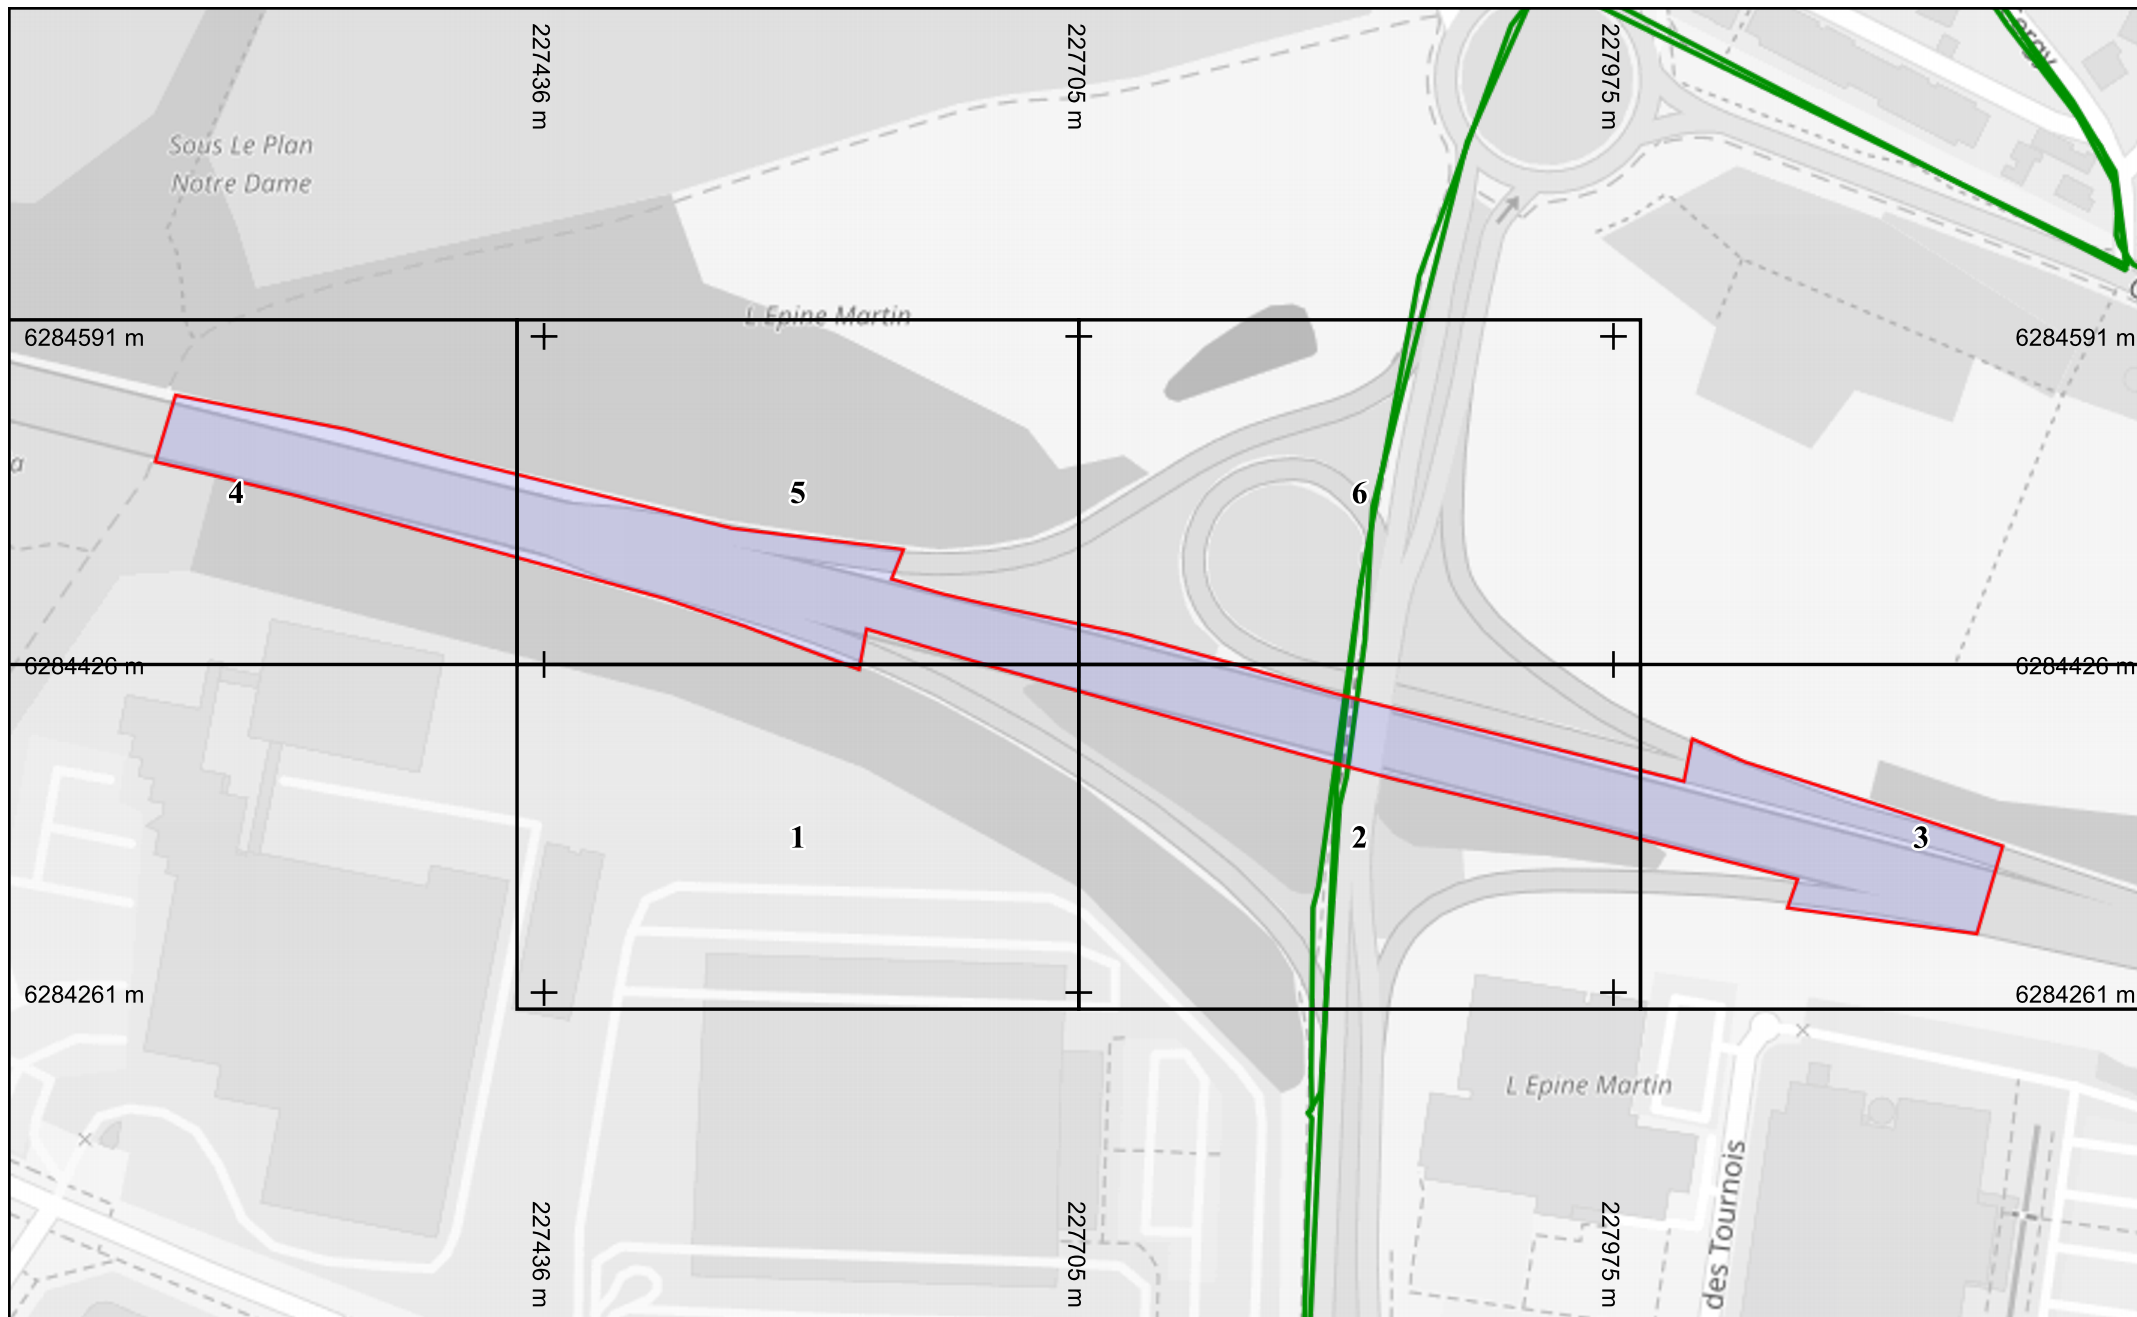 227436 m
227705 m
227975 m
ergy
Sous Le Plan
Notre Dame
L Epine Martin
6284591 m
6284591 m
a
4
5
6
6284426 m
6284426 m
1
2
3
6284261 m
6284261 m
L Epine Martin
des Tournois
227436 m
227705 m
227975 m